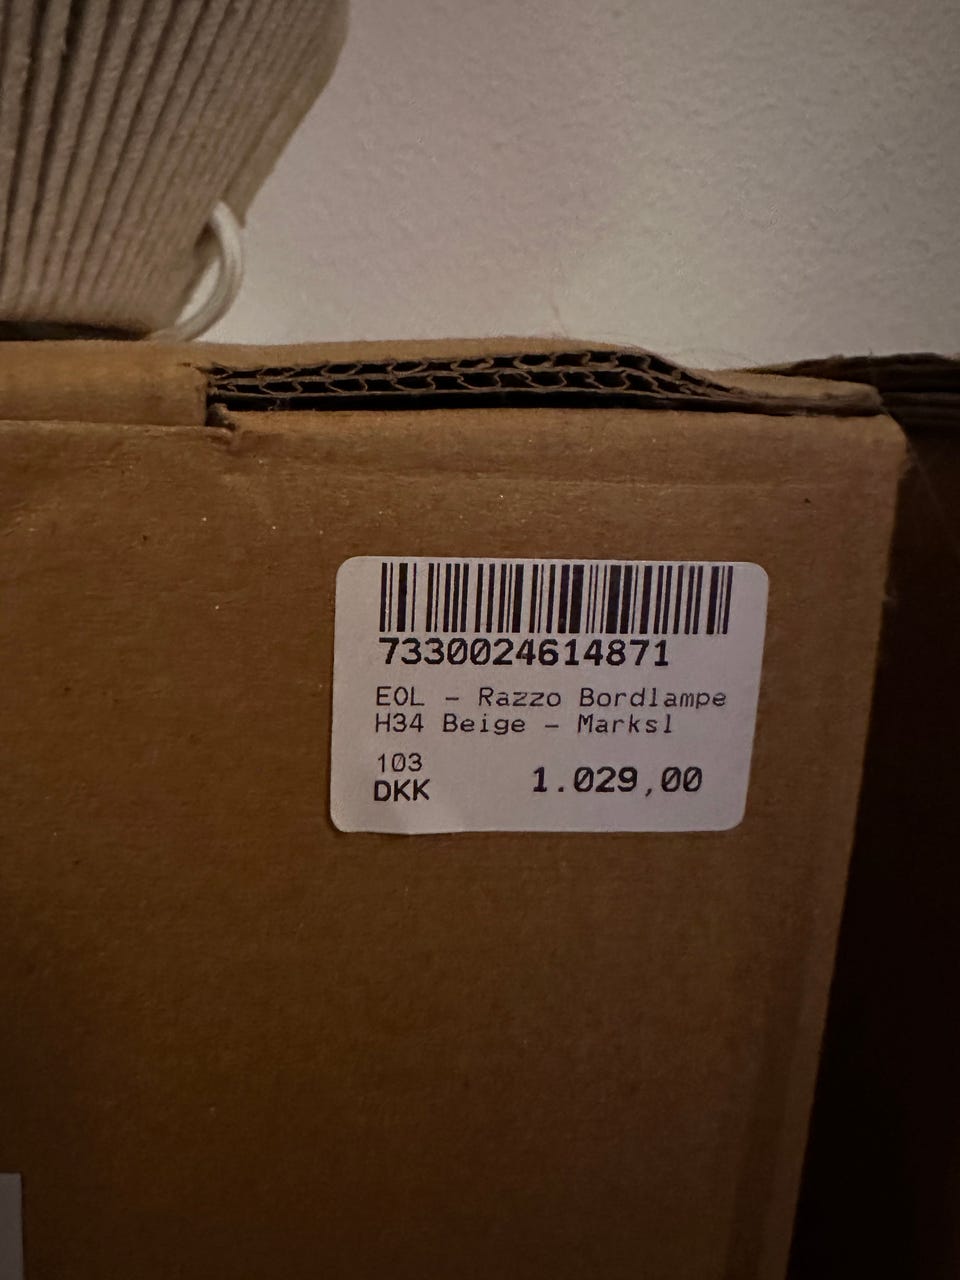 7330024614871
EOL - Razzo Bordlampe
H34 Beige - Marksl
103
DKK 1.029,00